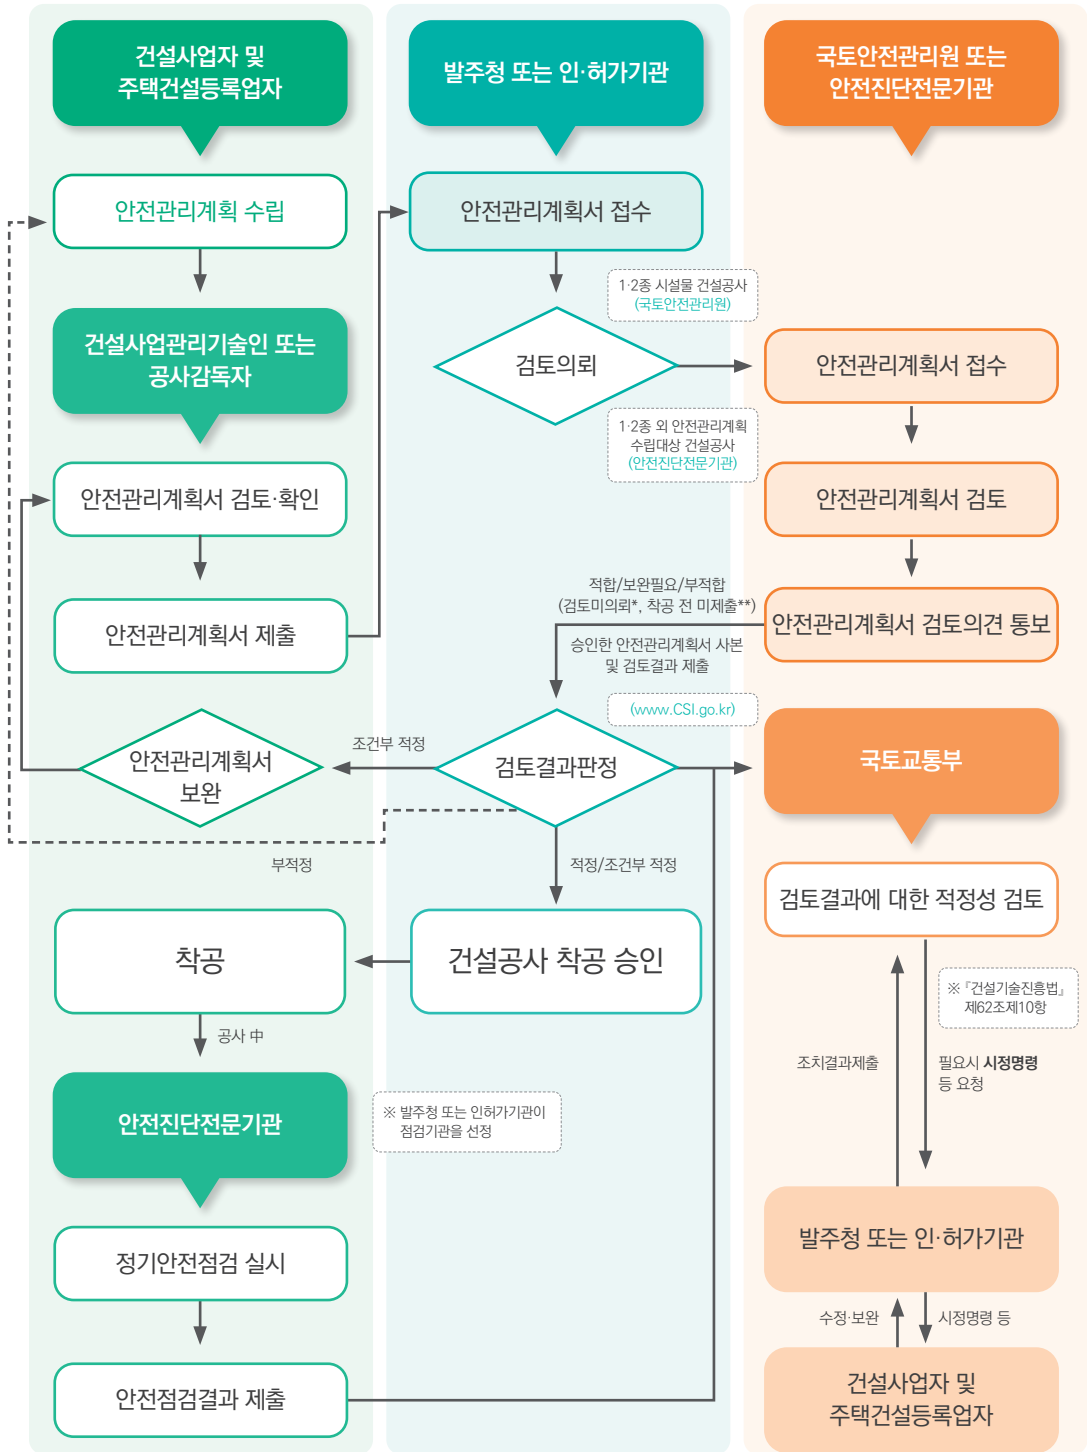 건설사업자 및
주택건설등록업자
발주청 또는 인·허가기관
국토안전관리원 또는
안전진단전문기관
안전관리계획 수립
안전관리계획서 접수
1·2종 시설물 건설공사
(국토안전관리원)
건설사업관리기술인 또는
공사감독자
검토의뢰
안전관리계획서 접수
1·2종 외 안전관리계획
수립대상 건설공사
(안전진단전문기관)
안전관리계획서 검토·확인
안전관리계획서 검토
적합/보완필요/부적합
(검토미의뢰*, 착공 전 미제출**)
안전관리계획서 제출
안전관리계획서 검토의견 통보
승인한 안전관리계획서 사본
및 검토결과 제출
(www.CSI.go.kr)
조건부 적정
안전관리계획서
보완
검토결과판정
국토교통부
부적정
적정/조건부 적정
검토결과에 대한 적정성 검토
착공
건설공사 착공 승인
※ 『건설기술진흥법』
제62조제10항
공사 中
조치결과제출
필요시 시정명령
등 요청
안전진단전문기관
※ 발주청 또는 인허가기관이
점검기관을 선정
정기안전점검 실시
발주청 또는 인·허가기관
수정·보완
시정명령 등
안전점검결과 제출
건설사업자 및
주택건설등록업자